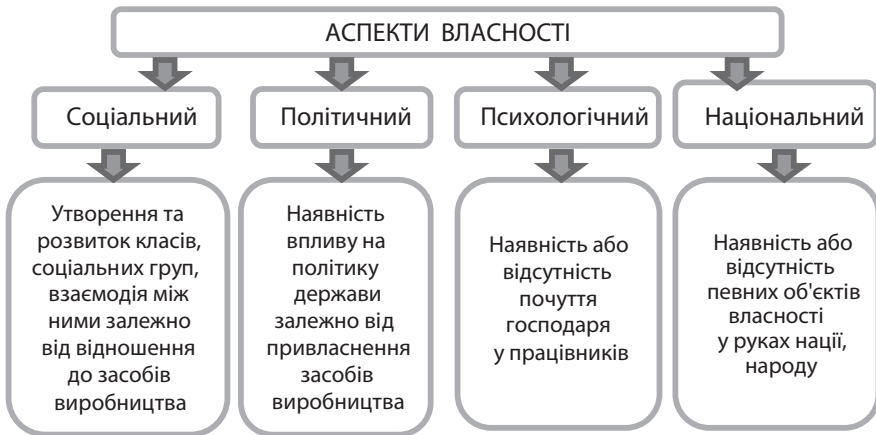 АСПЕКТИ ВЛАСНОСТІ
Соціальний
Політичний
Психологічний
Національний
Утворення та
розвиток класів,
соціальних груп,
взаємодія між
ними залежно
від відношення
до засобів
виробництва
Наявність
впливу на
політику
держави
залежно від
привласнення
засобів
виробництва
Наявність або
відсутність
почуття
господаря
у працівників
Наявність або
відсутність
певних об'єктів
власності
у руках нації,
народу